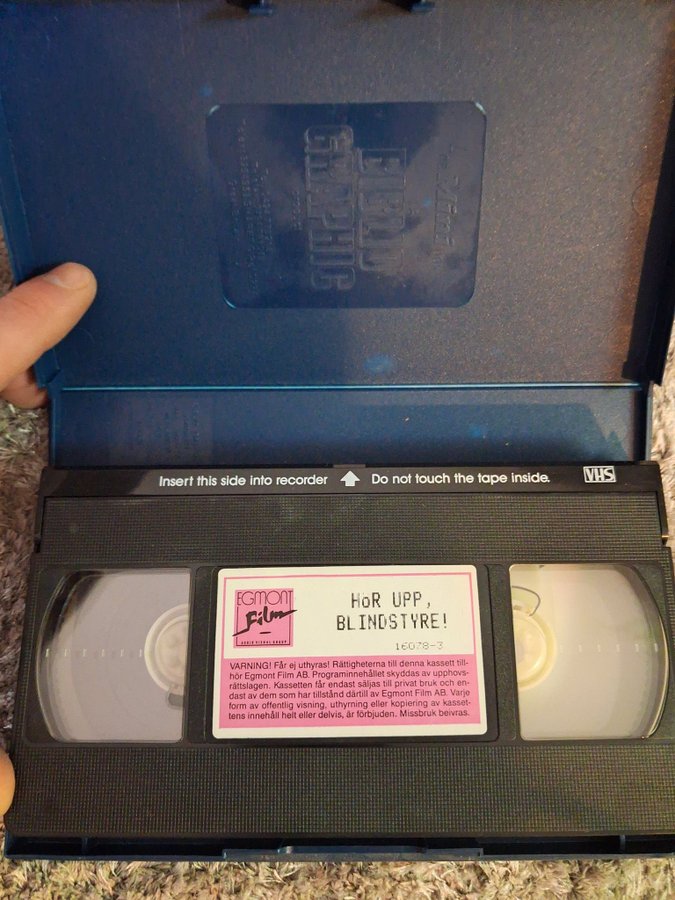 Insert this side into recorder Do not touch the tape inside. VHS
EGMONT
Film
AUDIO VISUAL GROUP
HöR UPP,
BLINDSTYRE!
16078-3
VARNING! Får ej uthyras! Rättigheterna till denna kassett till-
hör Egmont Film AB. Programinnehållet skyddas av upphovs-
rättslagen. Kassetten får endast säljas till privat bruk och en-
dast av dem som har tillstånd därtill av Egmont Film AB. Varje
form av offentlig visning, uthyrning eller kopiering av kasset-
tens innehåll helt eller delvis, är förbjuden. Missbruk beivras.